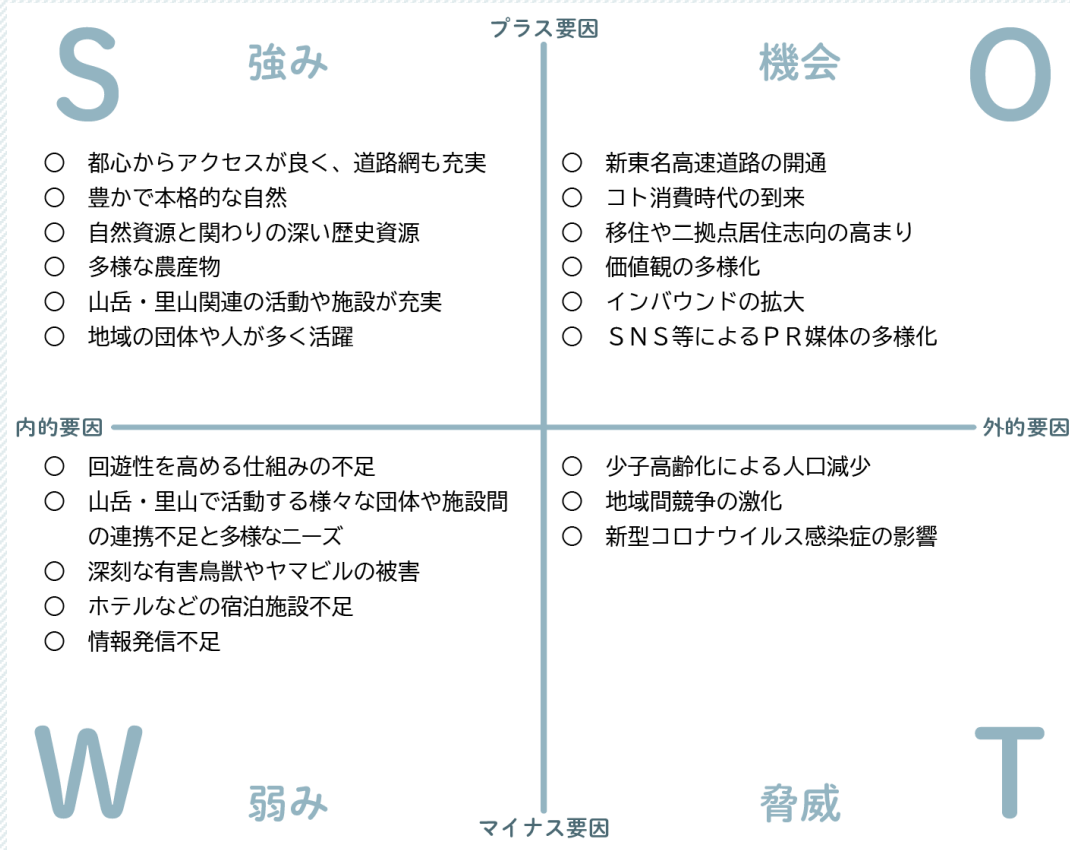 プラス要因
S
強み
○ 都心からアクセスが良く、道路網も充実
○ 豊かで本格的な自然
○ 自然資源と関わりの深い歴史資源
○ 多様な農産物
○ 山岳・里山関連の活動や施設が充実
○ 地域の団体や人が多く活躍
機会
O
○ 新東名高速道路の開通
○ コト消費時代の到来
○ 移住や二拠点居住志向の高まり
○ 価値観の多様化
○ インバウンドの拡大
○ ＳＮＳ等によるＰＲ媒体の多様化
内的要因
外的要因
○ 回遊性を高める仕組みの不足
○ 山岳・里山で活動する様々な団体や施設間
の連携不足と多様なニーズ
○ 深刻な有害鳥獣やヤマビルの被害
○ ホテルなどの宿泊施設不足
○ 情報発信不足
W
弱み
○ 少子高齢化による人口減少
○ 地域間競争の激化
○ 新型コロナウイルス感染症の影響
脅威
T
マイナス要因